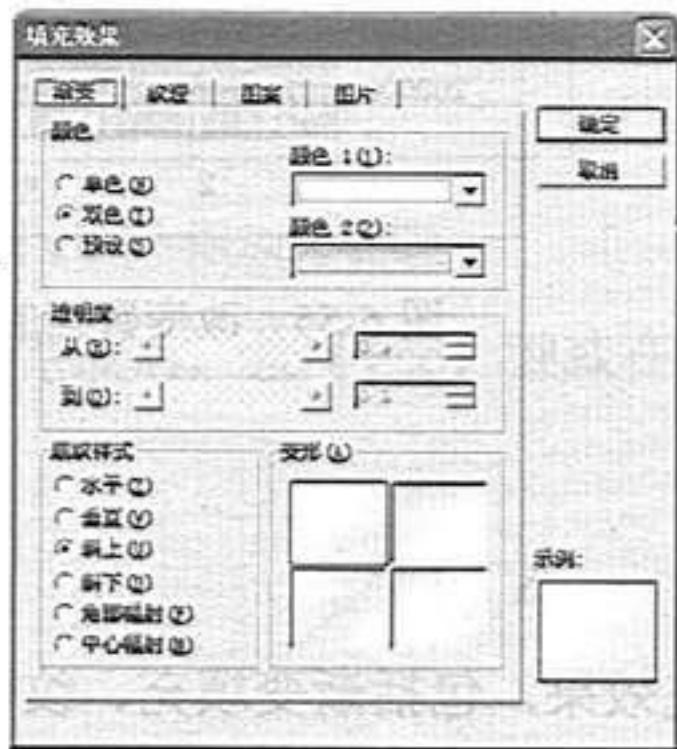 填充效果
渐变 纹理 图案 图片
确定
取消
颜色
单色(N)
双色(T)
预设(S)
颜色 1(1):
颜色 2(2):
透明度
从(R):
到(O):
底纹样式
水平(Z)
垂直(V)
斜上(U)
斜下(D)
角部辐射(F)
中心辐射(M)
变形(A)
示例: